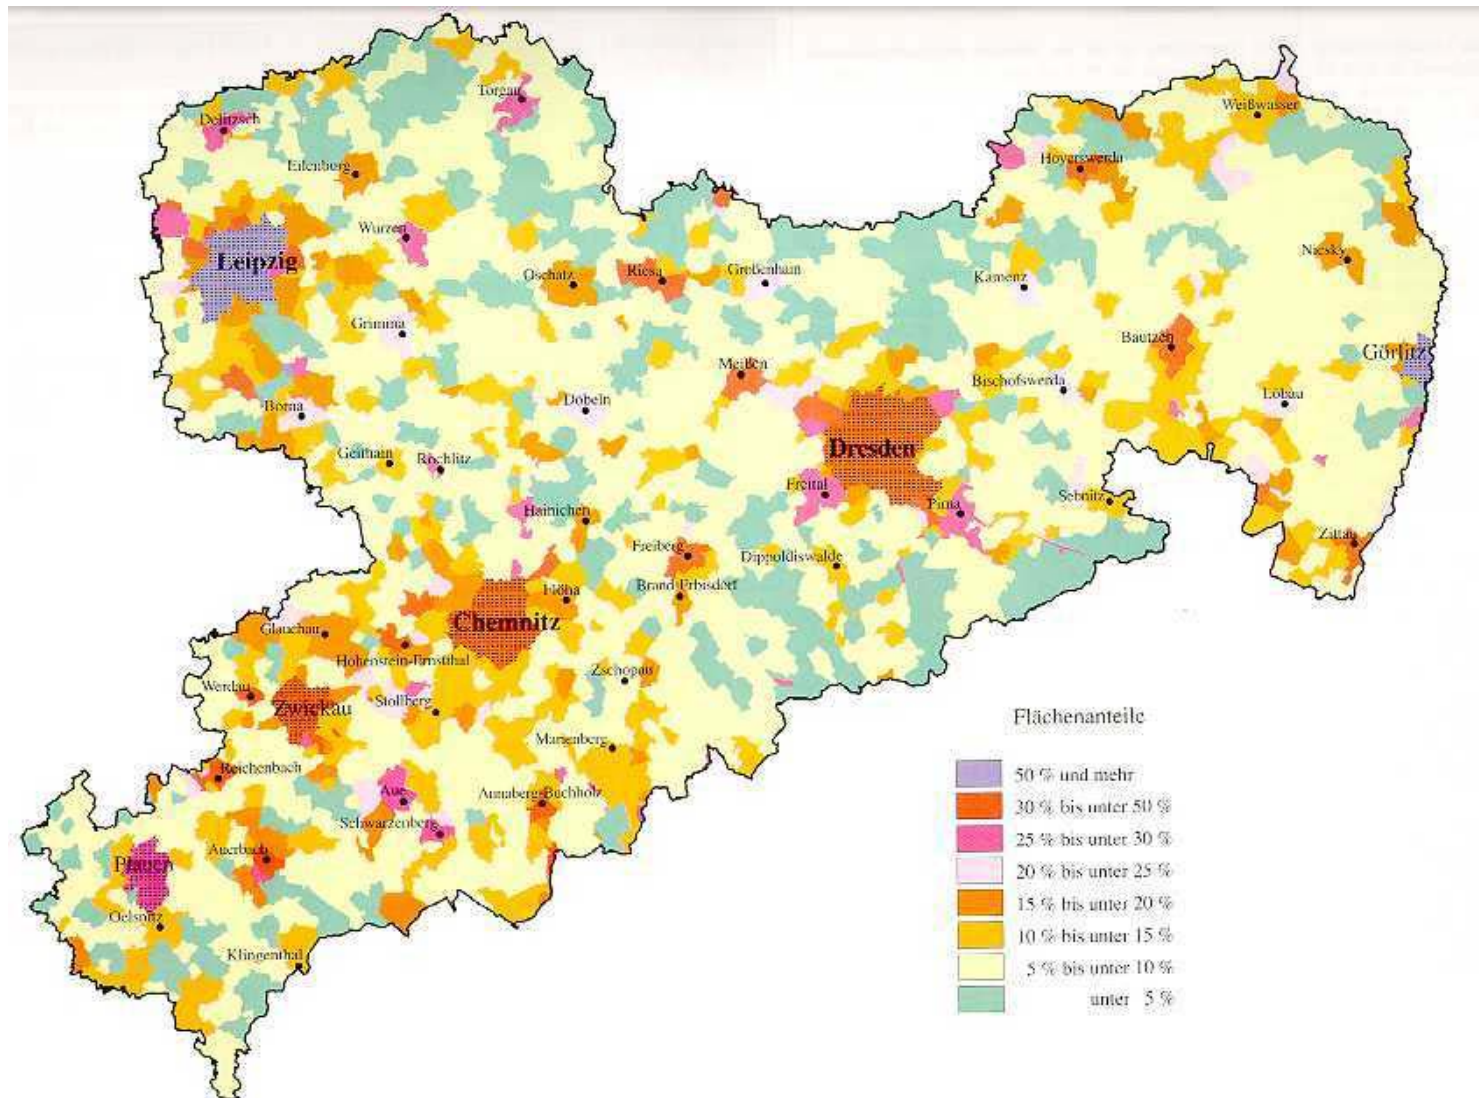 Torgau
Delitzsch
Weißwasser
Eilenburg
Hoyerswerda
Wurzen
Leipzig
Niesky
Oschatz
Riesa
Großenhain
Kamenz
Grimma
Bautzen
Görlitz
Meißen
Bischofswerda
Löbau
Borna
Döbeln
Geithain
Rochlitz
Dresden
Freital
Pirna
Sebnitz
Hainichen
Zittau
Freiberg
Dippoldiswalde
Flöha
Brand Erbisdorf
Chemnitz
Glauchau
Hohenstein-Ernstthal
Werdau
Zwickau
Zschopau
Stollberg
Marienberg
Reichenbach
Aue
Annaberg-Buchholz
Schwarzenberg
Auerbach
Plauen
Oelsnitz
Klingenthal
Flächenanteile
50 % und mehr
30 % bis unter 50 %
25 % bis unter 30 %
20 % bis unter 25 %
15 % bis unter 20 %
10 % bis unter 15 %
5 % bis unter 10 %
unter 5 %